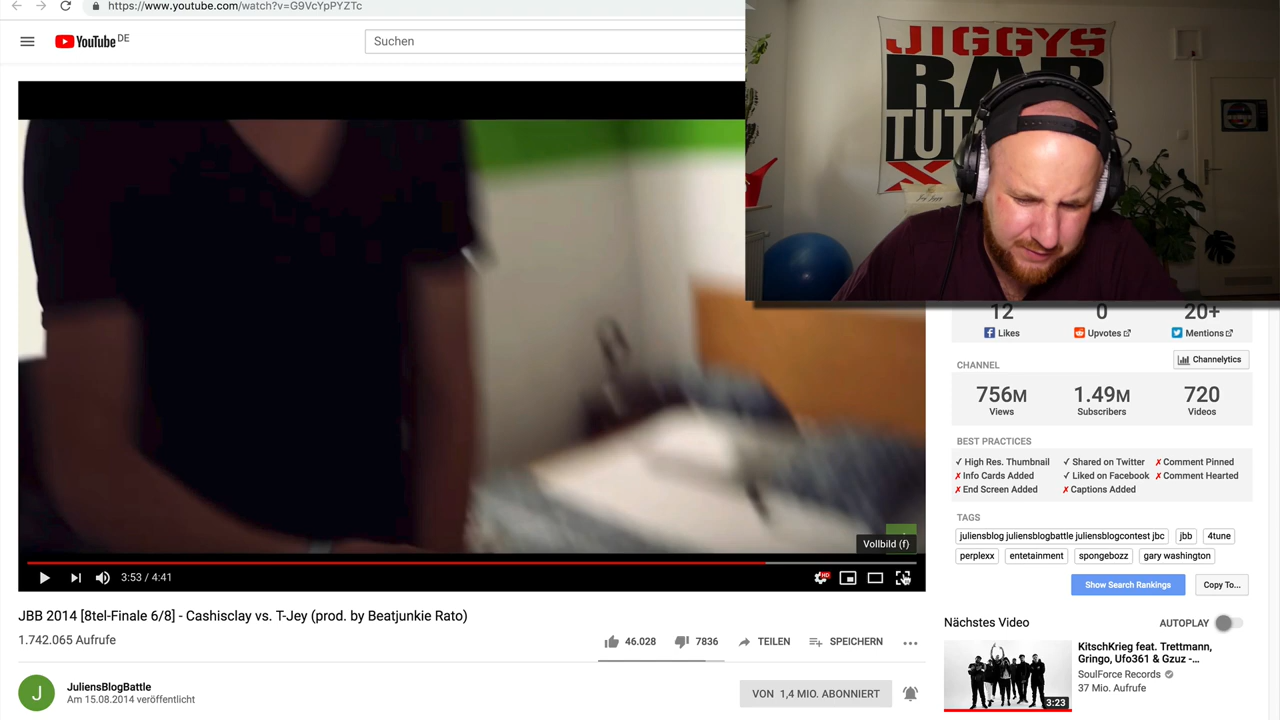 https://www.youtube.com/watch?v=G9VcYpPYZTc
YouTube DE
Suchen
JIGGYS
RAP
TUT
X
12
0
20+
Likes
Upvotes
Mentions
CHANNEL
Channelytics
756M
1.49M
720
Views
Subscribers
Videos
BEST PRACTICES
✓ High Res. Thumbnail
✓ Shared on Twitter
✗ Comment Pinned
✗ Info Cards Added
✓ Liked on Facebook
✗ Comment Hearted
✗ End Screen Added
✗ Captions Added
TAGS
juliensblog juliensblogbattle juliensblogcontest jbc
jbb
4tune
perplexx
entetainment
spongebozz
gary washington
Show Search Rankings
Copy To...
Vollbild (f)
3:53 / 4:41
HD
JBB 2014 [8tel-Finale 6/8] - Cashisclay vs. T-Jey (prod. by Beatjunkie Rato)
1.742.065 Aufrufe
46.028
7836
TEILEN
SPEICHERN
J
JuliensBlogBattle
Am 15.08.2014 veröffentlicht
VON 1,4 MIO. ABONNIERT
Nächstes Video
AUTOPLAY
KitschKrieg feat. Trettmann,
Gringo, Ufo361 & Gzuz -...
SoulForce Records
37 Mio. Aufrufe
3:23